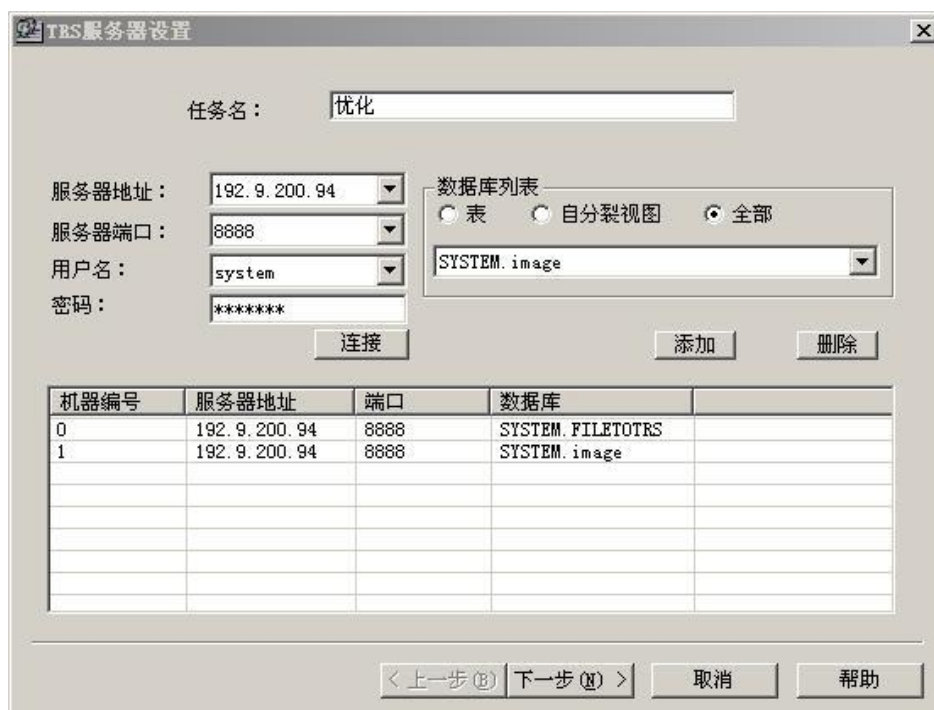 TRS服务器设置
任务名： 优化
服务器地址： 192.9.200.94
服务器端口： 8888
用户名： system
密码： *******
连接
数据库列表
表 自分裂视图 全部
SYSTEM.image
添加 删除
机器编号 服务器地址 端口 数据库
0 192.9.200.94 8888 SYSTEM.FILETOTRS
1 192.9.200.94 8888 SYSTEM.image
< 上一步(B) 下一步(N) > 取消 帮助